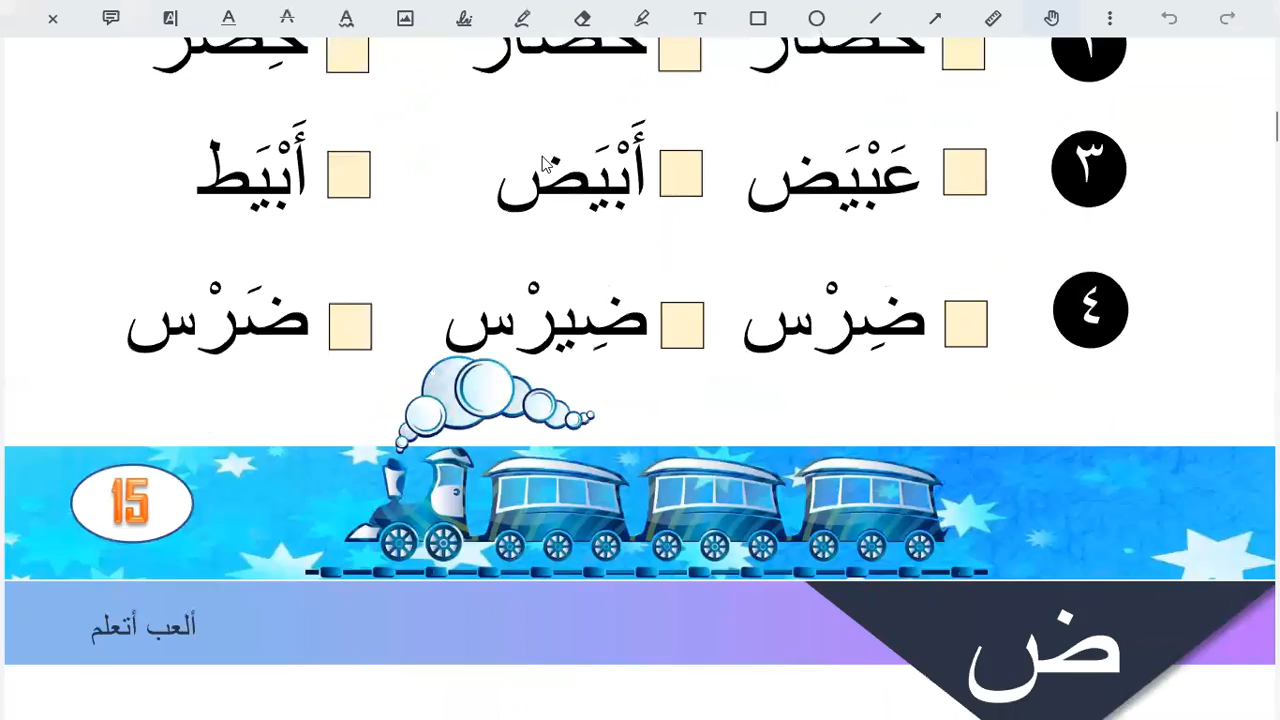 ٣ عَبْيَض أَبْيَض أَبْيَط
٤ ضِرْس ضِيرْس ضَرْس
15
ألعب أتعلم
ض